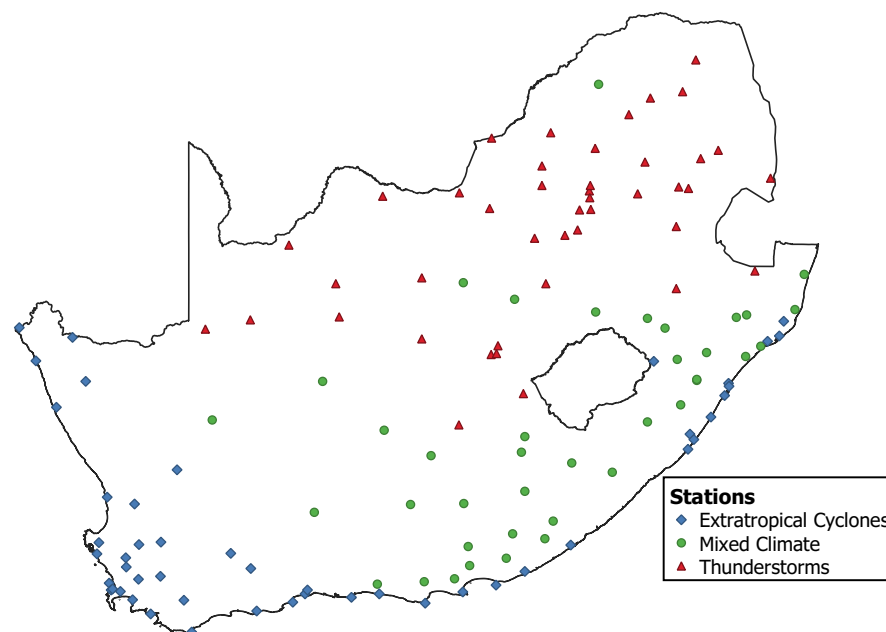 Stations
Extratropical Cyclones
Mixed Climate
Thunderstorms